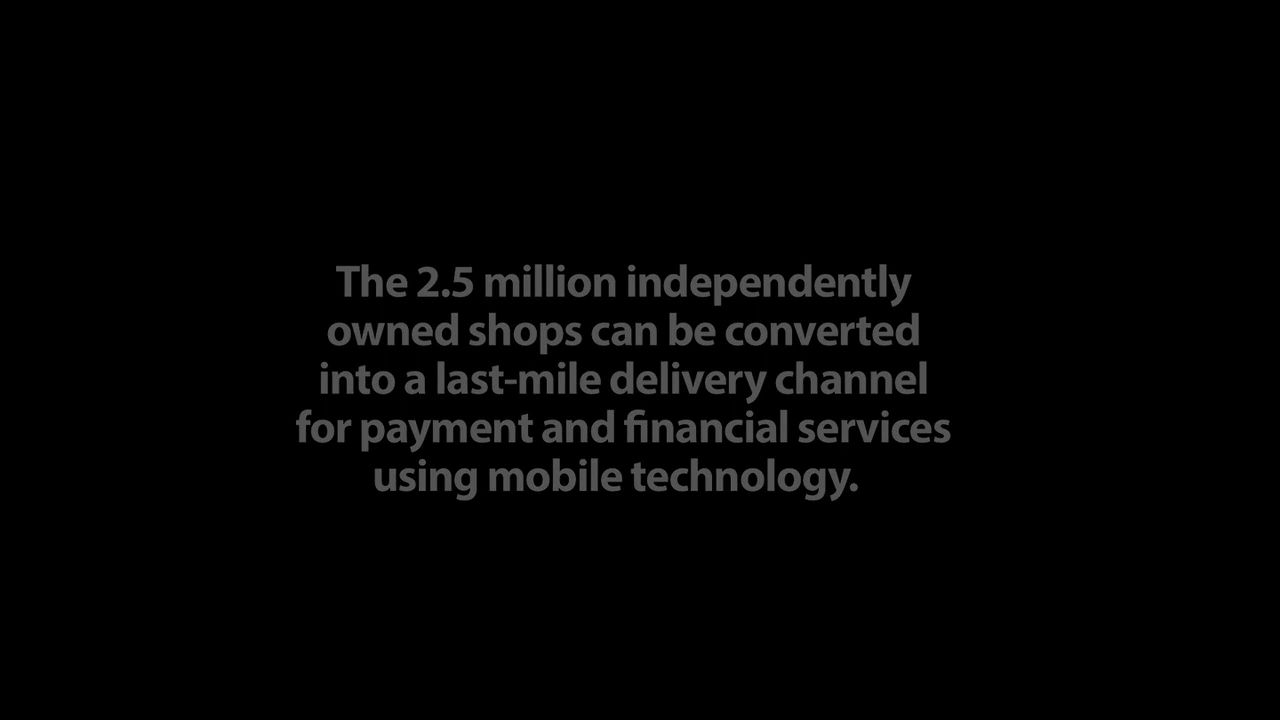 The 2.5 million independently
owned shops can be converted
into a last-mile delivery channel
for payment and financial services
using mobile technology.